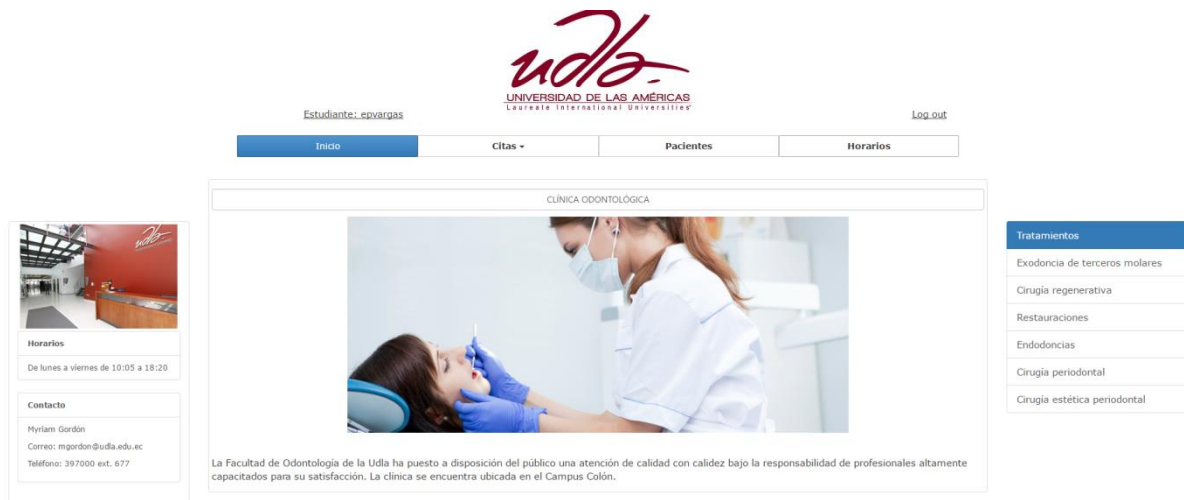 udla-
UNIVERSIDAD DE LAS AMÉRICAS
Laureate International Universities
Estudiante: epvargas
Log out
Inicio
Citas
Pacientes
Horarios
CLÍNICA ODONTOLÓGICA
udla-
Horarios
De lunes a viernes de 10:05 a 18:20
Contacto
Myriam Gordón
Correo: mgordon@udla.edu.ec
Teléfono: 397000 ext. 677
La Facultad de Odontología de la Udla ha puesto a disposición del público una atención de calidad con calidez bajo la responsabilidad de profesionales altamente
capacitados para su satisfacción. La clínica se encuentra ubicada en el Campus Colón.
Tratamientos
Exodoncia de terceros molares
Cirugía regenerativa
Restauraciones
Endodoncias
Cirugía periodontal
Cirugía estética periodontal